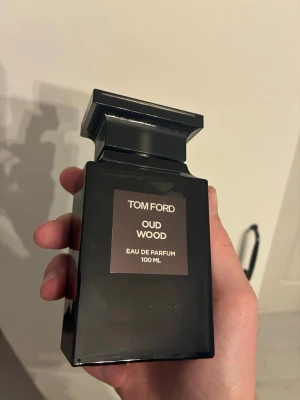 TOM FORD
OUD
WOOD
EAU DE PARFUM
100 ML